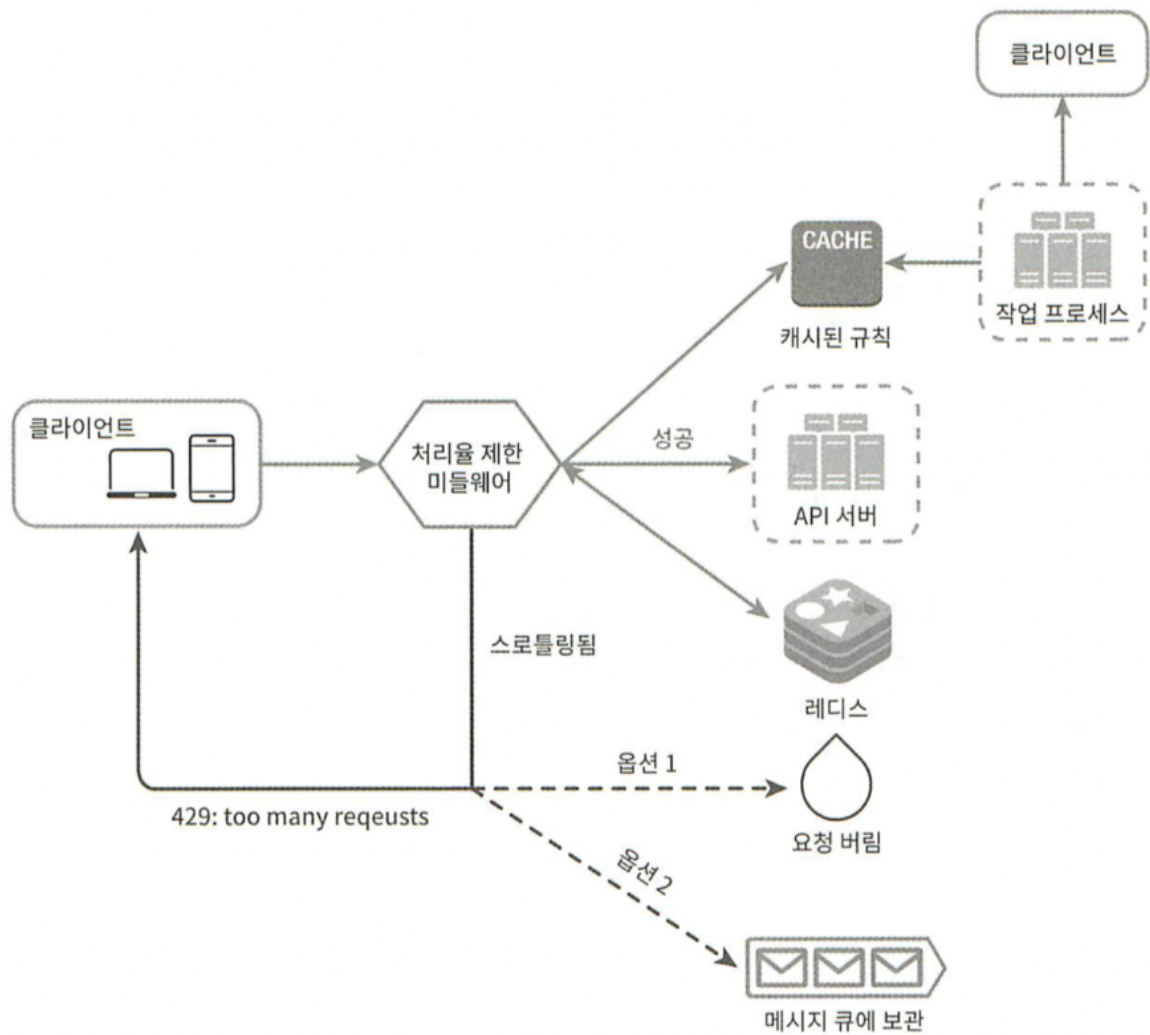 클라이언트
CACHE
캐시된 규칙
작업 프로세스
클라이언트
처리율 제한
미들웨어
성공
API 서버
스로틀링됨
레디스
옵션 1
429: too many reqeusts
요청 버림
옵션 2
메시지 큐에 보관